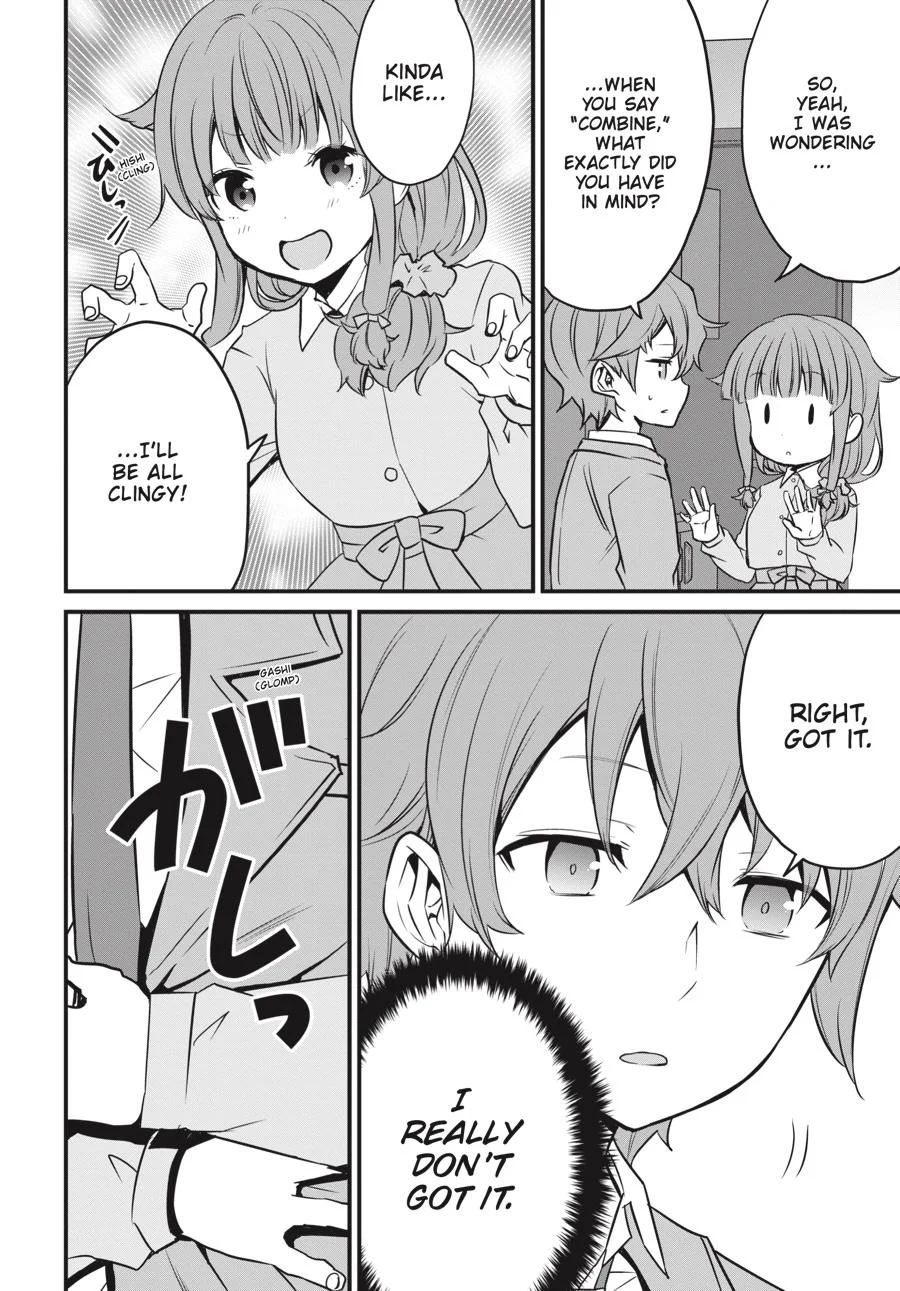 SO,
YEAH,
I WAS
WONDERING
...
...WHEN
YOU SAY
"COMBINE,"
WHAT
EXACTLY DID
YOU HAVE
IN MIND?
KINDA
LIKE...
ひしっ
HISHI
(CLING)
...I'LL
BE ALL
CLINGY!
RIGHT,
GOT IT.
I
REALLY
DON'T
GOT IT.
GASHI
(GLOMP)
がしっ